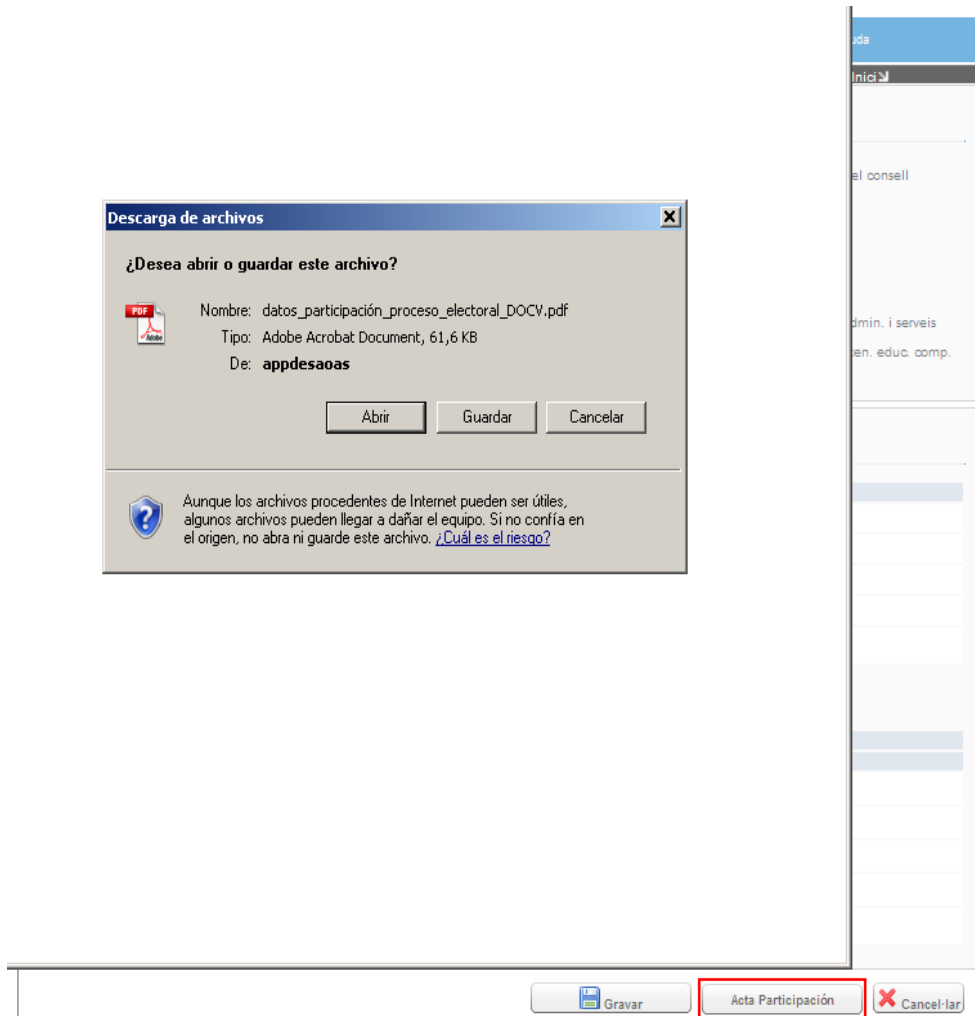 uda
Inici
el consell
Descarga de archivos
¿Desea abrir o guardar este archivo?
PDF
Adobe
Nombre: datos_participación_proceso_electoral_DOCV.pdf
Tipo: Adobe Acrobat Document, 61,6 KB
De: appdesaoas
dmin. i serveis
en. educ. comp.
Abrir Guardar Cancelar
Aunque los archivos procedentes de Internet pueden ser útiles,
algunos archivos pueden llegar a dañar el equipo. Si no confía en
el origen, no abra ni guarde este archivo. ¿Cuál es el riesgo?
Gravar Acta Participación Cancel·lar